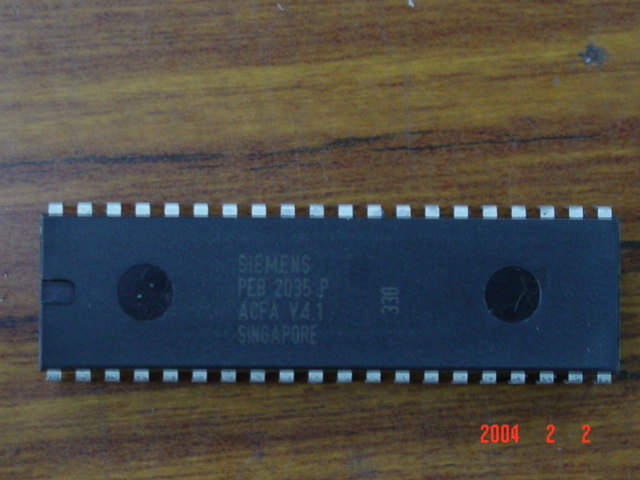 SIEMENS
PEB 2035 P
ACFA V4.1
SINGAPORE
330
2004 2 2